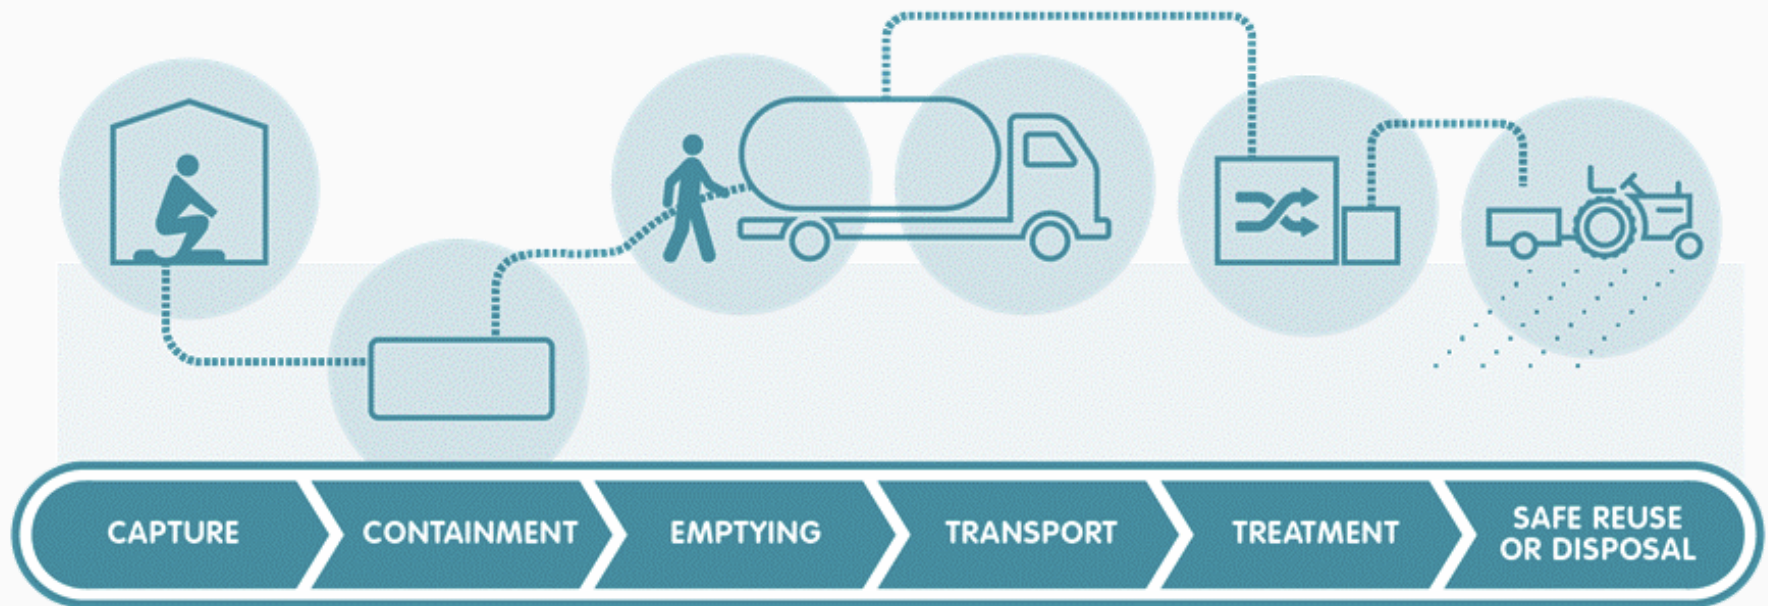 CAPTURE
CONTAINMENT
EMPTYING
TRANSPORT
TREATMENT
SAFE REUSE
OR DISPOSAL